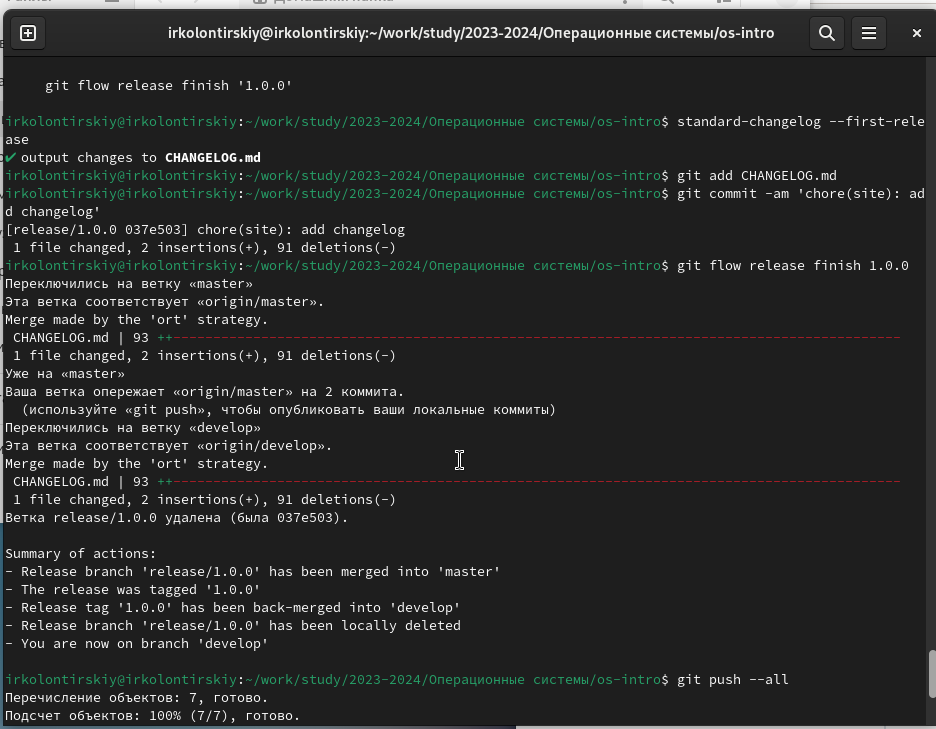 irkolontirskiy@irkolontirskiy:~/work/study/2023-2024/Операционные системы/os-intro
git flow release finish '1.0.0'
irkolontirskiy@irkolontirskiy:~/work/study/2023-2024/Операционные системы/os-intro$ standard-changelog --first-rele
ase
✔ output changes to CHANGELOG.md
irkolontirskiy@irkolontirskiy:~/work/study/2023-2024/Операционные системы/os-intro$ git add CHANGELOG.md
irkolontirskiy@irkolontirskiy:~/work/study/2023-2024/Операционные системы/os-intro$ git commit -am 'chore(site): ad
d changelog'
[release/1.0.0 037e503] chore(site): add changelog
1 file changed, 2 insertions(+), 91 deletions(-)
irkolontirskiy@irkolontirskiy:~/work/study/2023-2024/Операционные системы/os-intro$ git flow release finish 1.0.0
Переключились на ветку «master»
Эта ветка соответствует «origin/master».
Merge made by the 'ort' strategy.
CHANGELOG.md | 93 ++-------------------------------------------------------------------------------------------
1 file changed, 2 insertions(+), 91 deletions(-)
Уже на «master»
Ваша ветка опережает «origin/master» на 2 коммита.
(используйте «git push», чтобы опубликовать ваши локальные коммиты)
Переключились на ветку «develop»
Эта ветка соответствует «origin/develop».
Merge made by the 'ort' strategy.
CHANGELOG.md | 93 ++-------------------------------------------------------------------------------------------
1 file changed, 2 insertions(+), 91 deletions(-)
Ветка release/1.0.0 удалена (была 037e503).
Summary of actions:
- Release branch 'release/1.0.0' has been merged into 'master'
- The release was tagged '1.0.0'
- Release tag '1.0.0' has been back-merged into 'develop'
- Release branch 'release/1.0.0' has been locally deleted
- You are now on branch 'develop'
irkolontirskiy@irkolontirskiy:~/work/study/2023-2024/Операционные системы/os-intro$ git push --all
Перечисление объектов: 7, готово.
Подсчет объектов: 100% (7/7), готово.